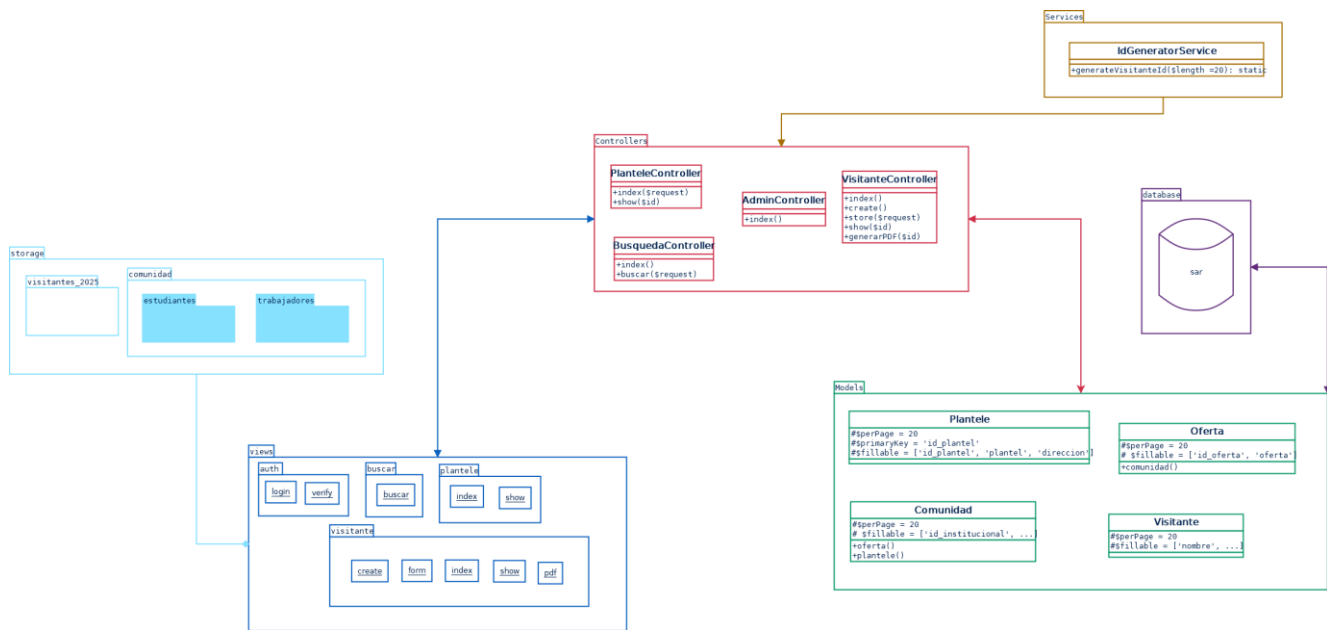 Services
IdGeneratorService
+generateVisitanteId($length =20): static
Controllers
PlanteleController
+index($request)
+show($id)
AdminController
+index()
VisitanteController
+index()
+create()
+store($request)
+show($id)
+generarPDF($id)
BusquedaController
+index()
+buscar($request)
database
sar
storage
visitantes_2025
comunidad
estudiantes
trabajadores
Models
Plantele
#$perPage = 20
#$primaryKey = 'id_plantel'
#$fillable = ['id_plantel', 'plantel', 'direccion']
Oferta
#$perPage = 20
# $fillable = ['id_oferta', 'oferta']
+comunidad()
Comunidad
#$perPage = 20
# $fillable = ['id_institucional', ...]
+oferta()
+plantele()
Visitante
#$perPage = 20
#$fillable = ['nombre', ...]
views
auth
login
verify
buscar
buscar
plantele
index
show
visitante
create
form
index
show
pdf